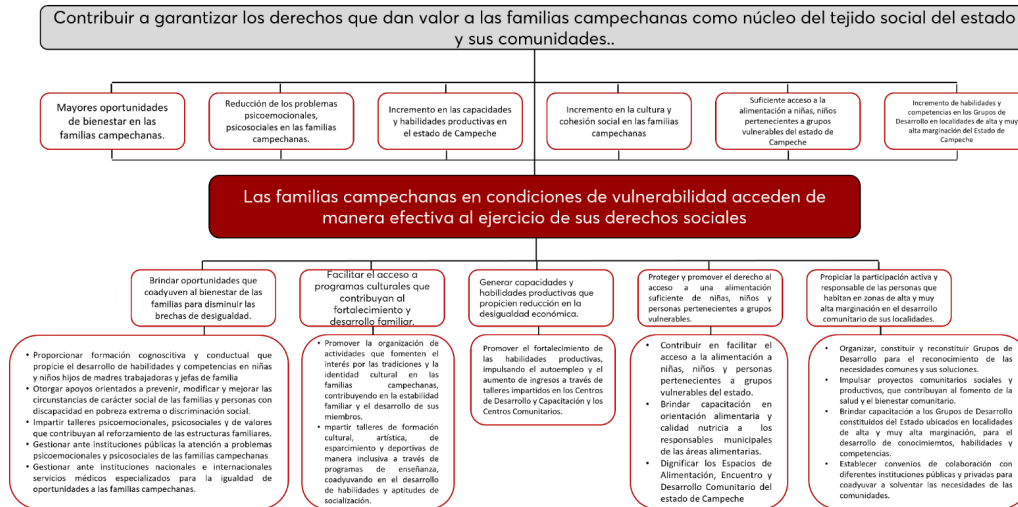 Contribuir a garantizar los derechos que dan valor a las familias campechanas como núcleo del tejido social del estado
y sus comunidades..
Mayores oportunidades
de bienestar en las
familias campechanas.
Reducción de los problemas
psicoemocionales,
psicosociales en las familias
campechanas.
Incremento en las capacidades
y habilidades productivas en
el estado de Campeche
Incremento en la cultura y
cohesión social en las familias
campechanas
Suficiente acceso a la
alimentación a niñas, niños
pertenecientes a grupos
vulnerables del estado de
Campeche
Incremento de habilidades y
competencias en los Grupos de
Desarrollo en localidades de alta y muy
alta marginación del Estado de
Campeche
Las familias campechanas en condiciones de vulnerabilidad acceden de
manera efectiva al ejercicio de sus derechos sociales
Brindar oportunidades que
coadyuven al bienestar de las
familias para disminuir las
brechas de desigualdad.
Facilitar el acceso a
programas culturales que
contribuyan al
fortalecimiento y
desarrollo familiar.
Generar capacidades y
habilidades productivas que
propicien reducción en la
desigualdad económica.
Proteger y promover el derecho al
acceso a una alimentación
suficiente de niñas, niños y
personas pertenecientes a grupos
vulnerables.
Propiciar la participación activa y
responsable de las personas que
habitan en zonas de alta y muy
alta marginación en el desarrollo
comunitario de sus localidades.
• Proporcionar formación cognoscitiva y conductual que
propicie el desarrollo de habilidades y competencias en niñas
y niños hijos de madres trabajadoras y jefas de familia
• Otorgar apoyos orientados a prevenir, modificar y mejorar las
circunstancias de carácter social de las familias y personas con
discapacidad en pobreza extrema o discriminación social.
• Impartir talleres psicoemocionales, psicosociales y de valores
que contribuyan al reforzamiento de las estructuras familiares.
• Gestionar ante instituciones públicas la atención a problemas
psicoemocionales y psicosociales de las familias campechanas
• Gestionar ante instituciones nacionales e internacionales
servicios médicos especializados para la igualdad de
oportunidades a las familias campechanas.
• Promover la organización de
actividades que fomenten el
interés por las tradiciones y la
identidad cultural en las
familias campechanas,
contribuyendo en la estabilidad
familiar y el desarrollo de sus
miembros.
• mpartir talleres de formación
cultural, artística, de
esparcimiento y deportivas de
manera inclusiva a través de
programas de enseñanza,
coadyuvando en el desarrollo
de habilidades y aptitudes de
socialización.
Promover el fortalecimiento de
las habilidades productivas,
impulsando el autoempleo y el
aumento de ingresos a través de
talleres impartidos en los Centros
de Desarrollo y Capacitación y los
Centros Comunitarios.
• Contribuir en facilitar el
acceso a la alimentación a
niñas, niños y personas
pertenecientes a grupos
vulnerables del estado.
• Brindar capacitación en
orientación alimentaria y
calidad nutricia a los
responsables municipales
de las áreas alimentarias.
• Dignificar los Espacios de
Alimentación, Encuentro y
Desarrollo Comunitario del
estado de Campeche
• Organizar, constituir y reconstituir Grupos de
Desarrollo para el reconocimiento de las
necesidades comunes y sus soluciones.
• Impulsar proyectos comunitarios sociales y
productivos, que contribuyan al fomento de la
salud y el bienestar comunitario.
• Brindar capacitación a los Grupos de Desarrollo
constituidos del Estado ubicados en localidades
de alta y muy alta marginación, para el
desarrollo de conocimiemtos, habilidades y
competencias.
• Establecer convenios de colaboración con
diferentes instituciones públicas y privadas para
coadyuvar a solventar las necesidades de las
comunidades.